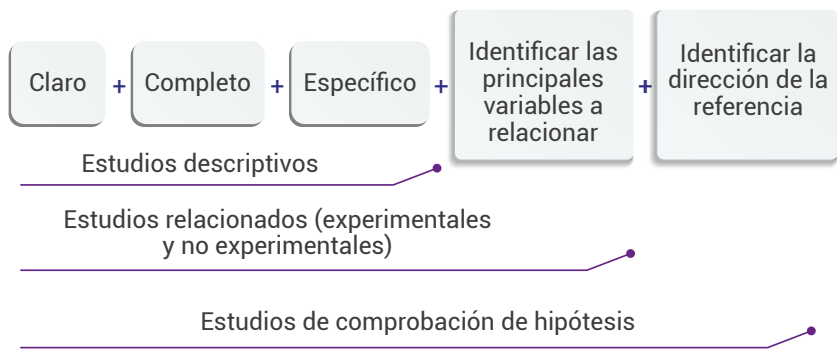 Claro + Completo + Específico + Identificar las principales variables a relacionar + Identificar la dirección de la referencia
Estudios descriptivos
Estudios relacionados (experimentales
y no experimentales)
Estudios de comprobación de hipótesis